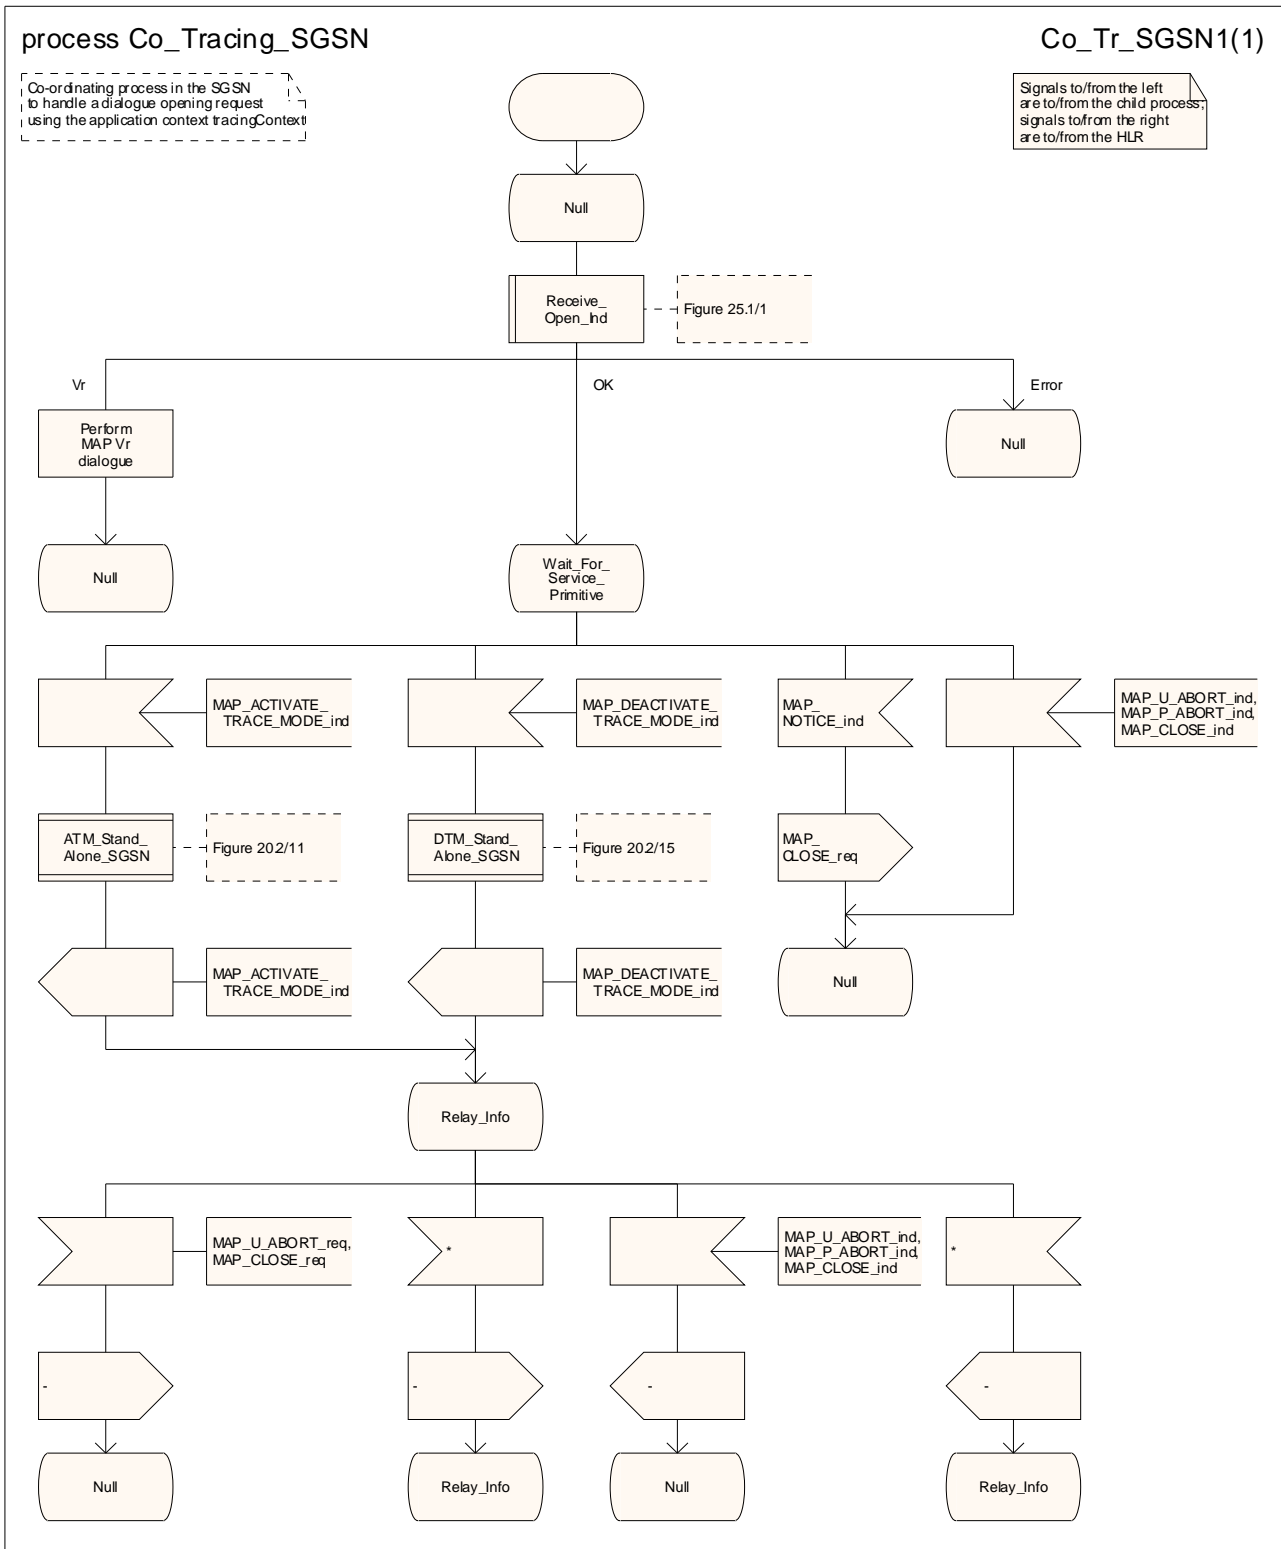 process Co_Tracing_SGSN
Co_Tr_SGSN1(1)
Co-ordinating process in the SGSN
to handle a dialogue opening request
using the application context tracingContext
Signals to/from the left
are to/from the child process;
signals to/from the right
are to/from the HLR
Null
Receive_
Open_Ind
Figure 25.1/1
Vr
OK
Error
Perform
MAP Vr
dialogue
Null
Null
Wait_For_
Service_
Primitive
MAP_ACTIVATE_
TRACE_MODE_ind
MAP_DEACTIVATE_
TRACE_MODE_ind
MAP_
NOTICE_ind
MAP_U_ABORT_ind,
MAP_P_ABORT_ind,
MAP_CLOSE_ind
ATM_Stand_
Alone_SGSN
Figure 20.2/11
DTM_Stand_
Alone_SGSN
Figure 20.2/15
MAP_
CLOSE_req
MAP_ACTIVATE_
TRACE_MODE_ind
MAP_DEACTIVATE_
TRACE_MODE_ind
Null
Relay_Info
MAP_U_ABORT_req,
MAP_CLOSE_req
*
MAP_U_ABORT_ind,
MAP_P_ABORT_ind,
MAP_CLOSE_ind
*
-
-
-
-
Null
Relay_Info
Null
Relay_Info